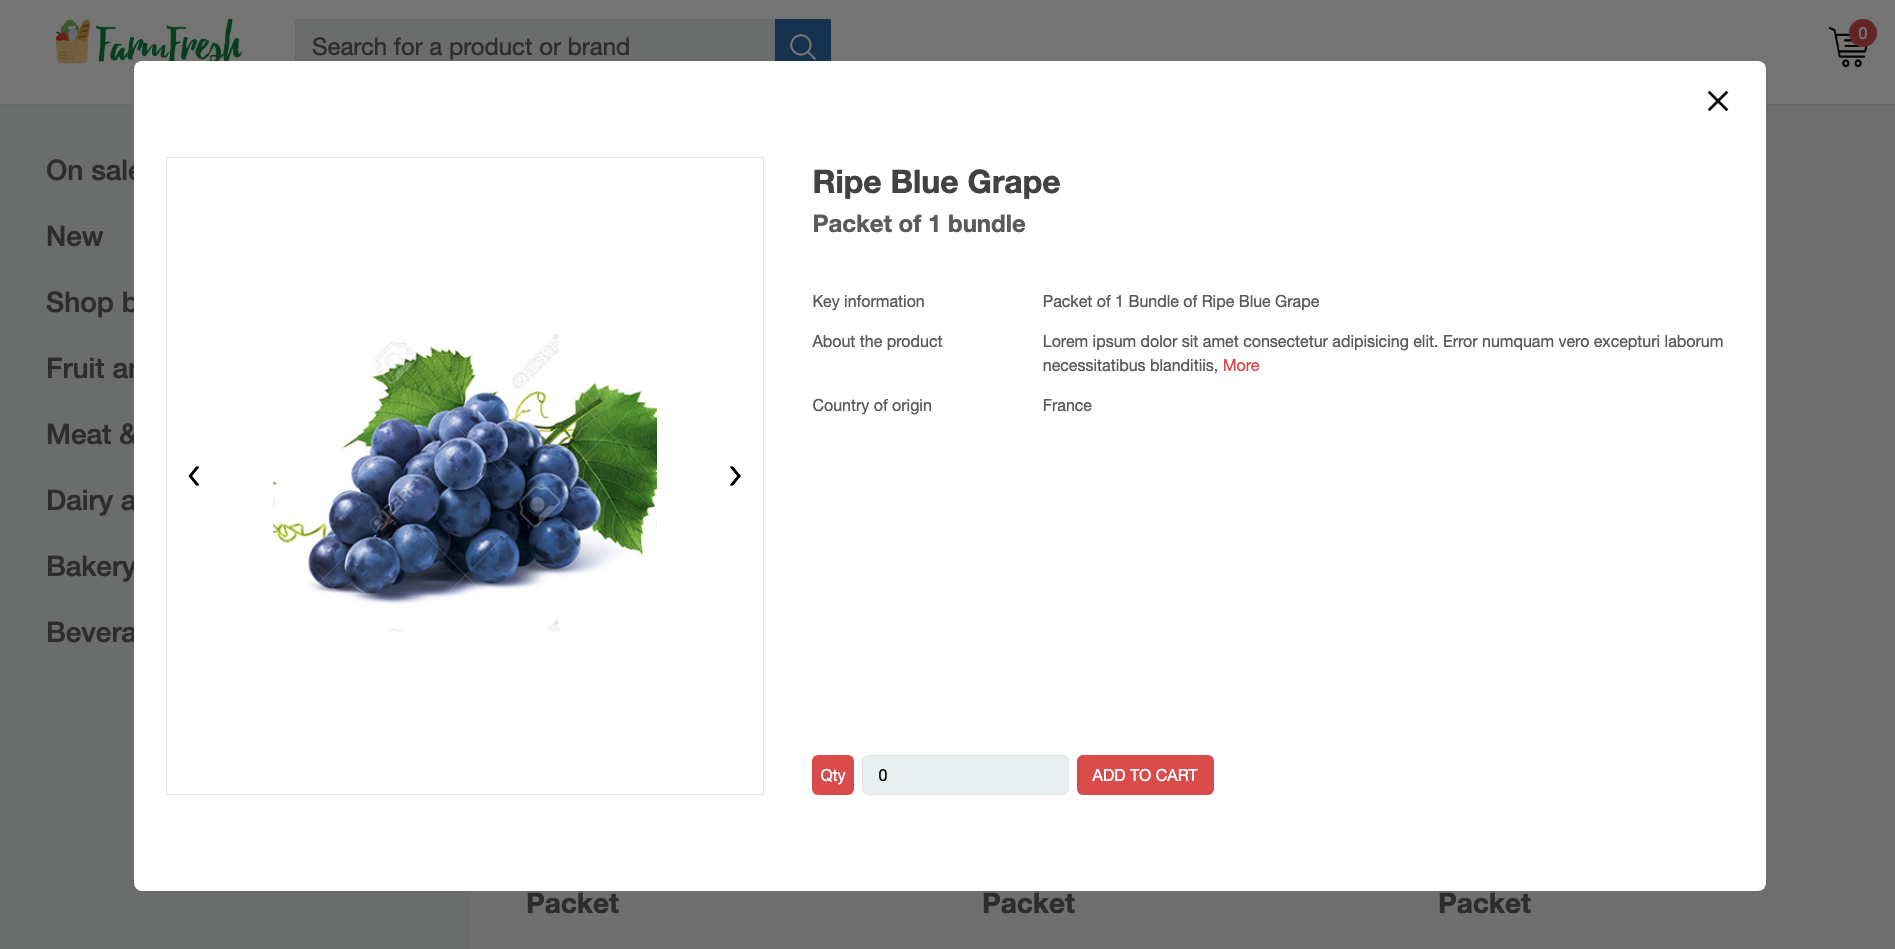 FarmFresh
Search for a product or brand
0
On sale
New
Shop b
Fruit an
Meat &
Dairy a
Bakery
Bevera
Ripe Blue Grape
Packet of 1 bundle
Key information
Packet of 1 Bundle of Ripe Blue Grape
About the product
Lorem ipsum dolor sit amet consectetur adipisicing elit. Error numquam vero excepturi laborum
necessitatibus blanditiis, More
Country of origin
France
Qty
0
ADD TO CART
Packet
Packet
Packet